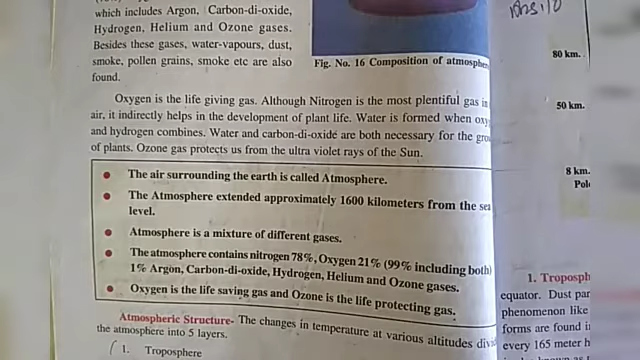 which includes Argon, Carbon-di-oxide,
Hydrogen, Helium and Ozone gases.
Besides these gases, water-vapours, dust,
smoke, pollen grains, smoke etc are also
found.
Fig. No. 16 Composition of atmosphe
Oxygen is the life giving gas. Although Nitrogen is the most plentiful gas in
air, it indirectly helps in the development of plant life. Water is formed when oxy
and hydrogen combines. Water and carbon-di-oxide are both necessary for the gro
of plants. Ozone gas protects us from the ultra violet rays of the Sun.
• The air surrounding the earth is called Atmosphere.
• The Atmosphere extended approximately 1600 kilometers from the sea
level.
• Atmosphere is a mixture of different gases.
• The atmosphere contains nitrogen 78%, Oxygen 21% (99% including both)
1% Argon, Carbon-di-oxide, Hydrogen, Helium and Ozone gases.
• Oxygen is the life saving gas and Ozone is the life protecting gas.
Atmospheric Structure- The changes in temperature at various altitudes divi
the atmosphere into 5 layers.
1. Troposphere
80 km.
50 km.
8 km.
Pol
1. Troposph
equator. Dust par
phenomenon like
forms are found i
every 165 meter h